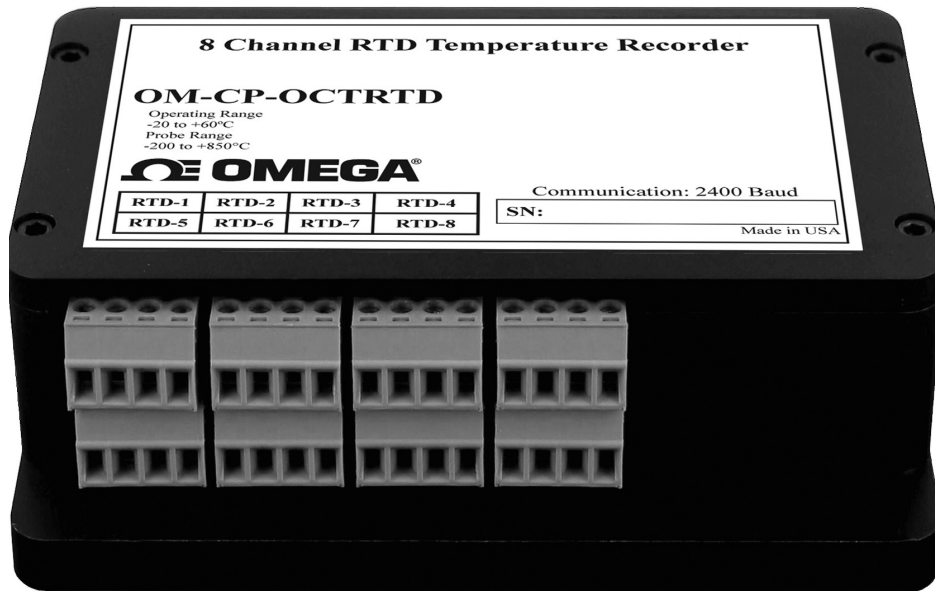 8 Channel RTD Temperature Recorder
OM-CP-OCTRTD
Operating Range
-20 to +60°C
Probe Range
-200 to +850°C
OMEGA®
RTD-1 RTD-2 RTD-3 RTD-4
RTD-5 RTD-6 RTD-7 RTD-8
Communication: 2400 Baud
SN:
Made in USA